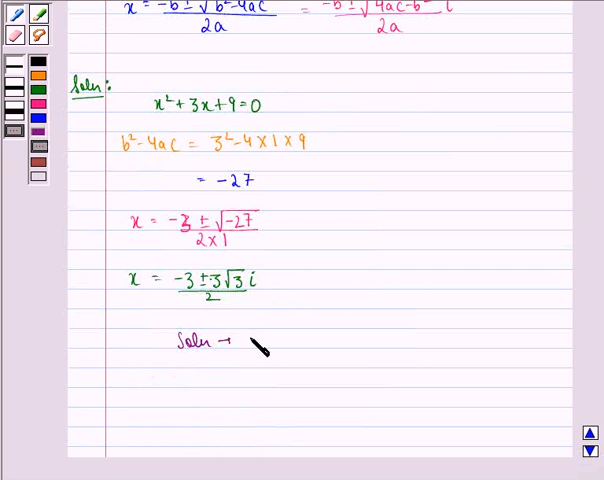 x = -b ± √b²-4ac / 2a = -b ± √4ac-b² i / 2a
Soln :
x² + 3x + 9 = 0
b² - 4ac = 3² - 4 × 1 × 9
= -27
x = -3 ± √-27 / 2 × 1
x = -3 ± 3√3 i / 2
Soln →